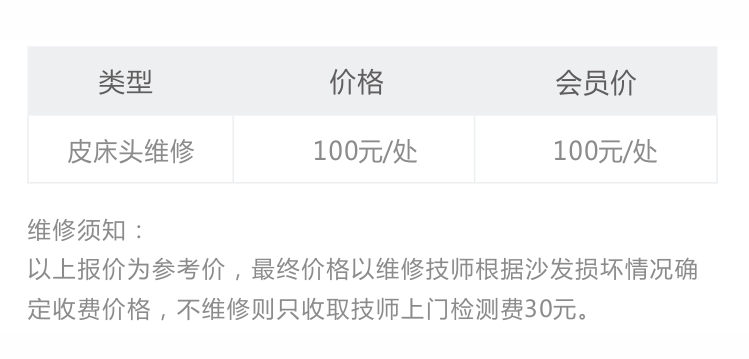 类型 价格 会员价
皮床头维修 100元/处 100元/处
维修须知：
以上报价为参考价，最终价格以维修技师根据沙发损坏情况确
定收费价格，不维修则只收取技师上门检测费30元。